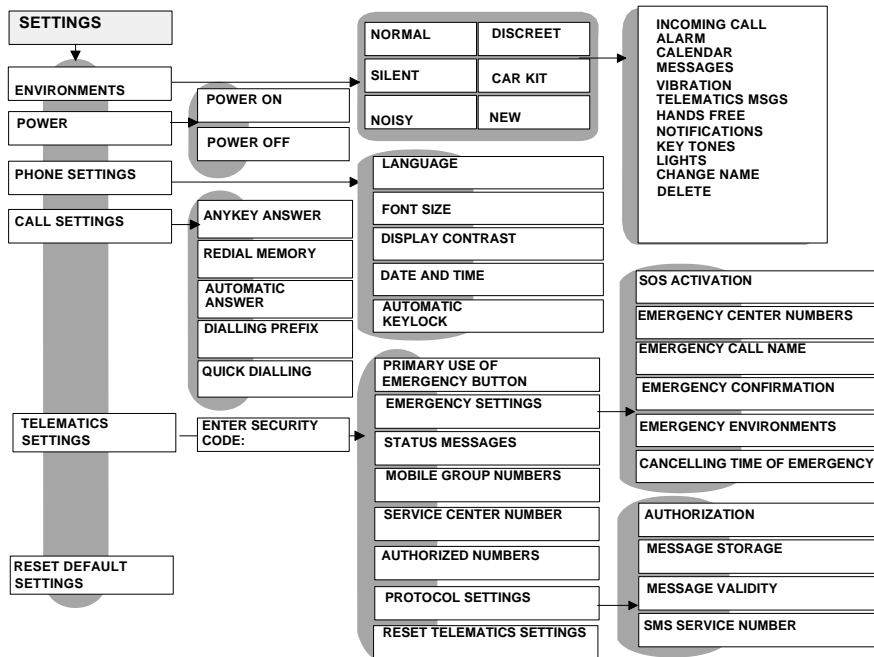 SETTINGS
ENVIRONMENTS
POWER
PHONE SETTINGS
CALL SETTINGS
TELEMATICS
SETTINGS
RESET DEFAULT
SETTINGS
POWER ON
POWER OFF
ANYKEY ANSWER
REDIAL MEMORY
AUTOMATIC
ANSWER
DIALLING PREFIX
QUICK DIALLING
ENTER SECURITY
CODE:
NORMAL
DISCREET
SILENT
CAR KIT
NOISY
NEW
LANGUAGE
FONT SIZE
DISPLAY CONTRAST
DATE AND TIME
AUTOMATIC
KEYLOCK
PRIMARY USE OF
EMERGENCY BUTTON
EMERGENCY SETTINGS
STATUS MESSAGES
MOBILE GROUP NUMBERS
SERVICE CENTER NUMBER
AUTHORIZED NUMBERS
PROTOCOL SETTINGS
RESET TELEMATICS SETTINGS
INCOMING CALL
ALARM
CALENDAR
MESSAGES
VIBRATION
TELEMATICS MSGS
HANDS FREE
NOTIFICATIONS
KEY TONES
LIGHTS
CHANGE NAME
DELETE
SOS ACTIVATION
EMERGENCY CENTER NUMBERS
EMERGENCY CALL NAME
EMERGENCY CONFIRMATION
EMERGENCY ENVIRONMENTS
CANCELLING TIME OF EMERGENCY
AUTHORIZATION
MESSAGE STORAGE
MESSAGE VALIDITY
SMS SERVICE NUMBER